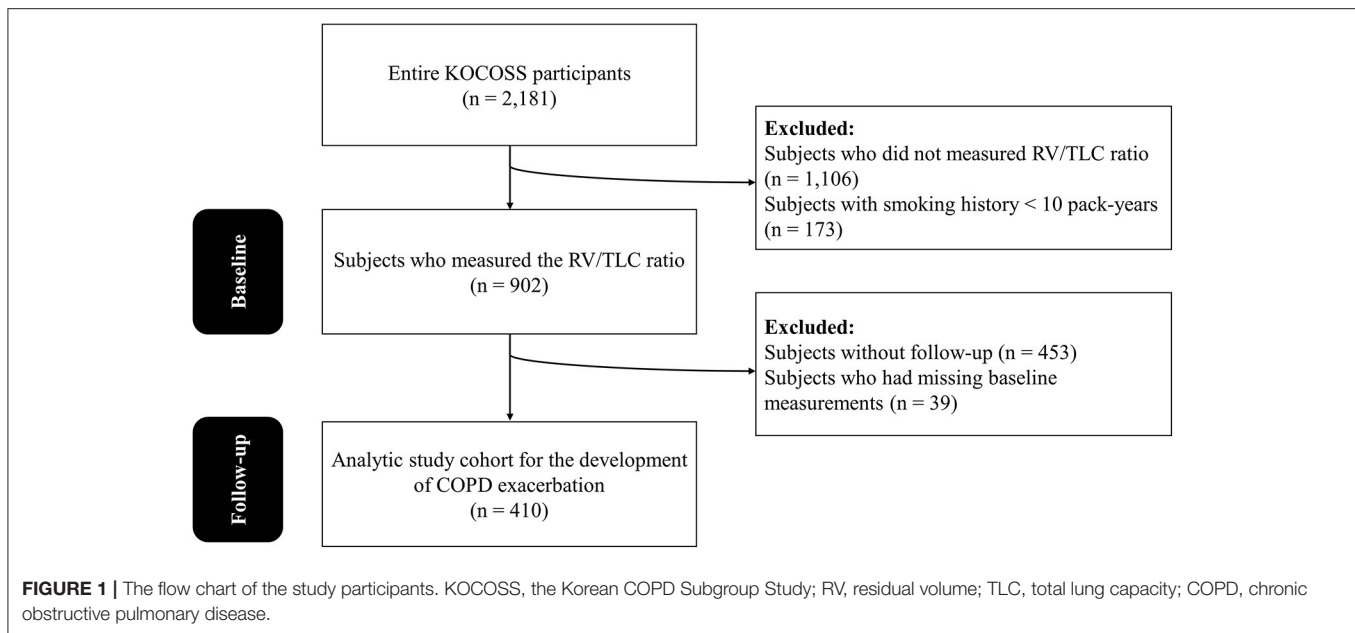 Entire KOCOSS participants
(n = 2,181)
Excluded:
Subjects who did not measured RV/TLC ratio
(n = 1,106)
Subjects with smoking history < 10 pack-years
(n = 173)
Baseline
Subjects who measured the RV/TLC ratio
(n = 902)
Excluded:
Subjects without follow-up (n = 453)
Subjects who had missing baseline
measurements (n = 39)
Follow-up
Analytic study cohort for the development
of COPD exacerbation
(n = 410)
FIGURE 1 | The flow chart of the study participants. KOCOSS, the Korean COPD Subgroup Study; RV, residual volume; TLC, total lung capacity; COPD, chronic
obstructive pulmonary disease.